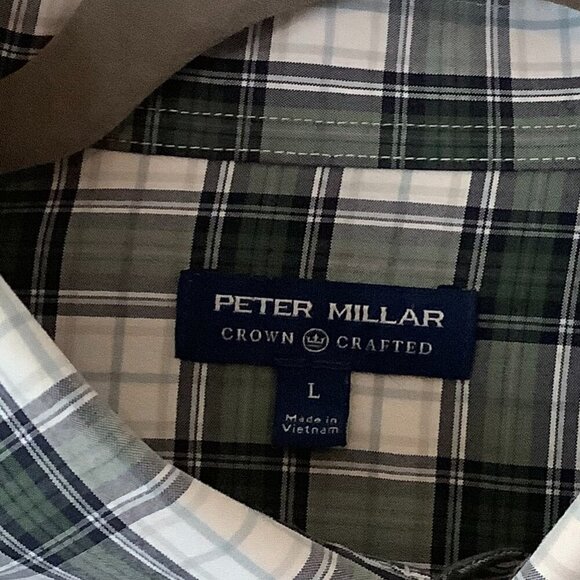 PETER MILLAR
CROWN CRAFTED
L
Made in
Vietnam